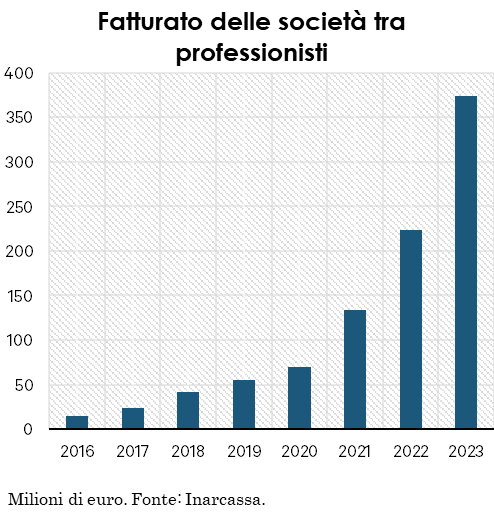 Fatturato delle società tra
professionisti
400
350
300
250
200
150
100
50
0
2016 2017 2018 2019 2020 2021 2022 2023
Milioni di euro. Fonte: Inarcassa.